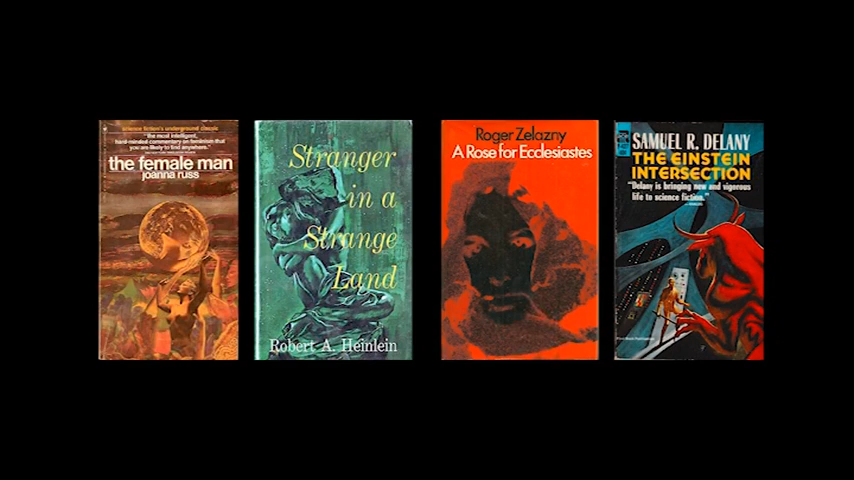 science fiction's underground classic
"the most intelligent,
hard-minded commentary on feminism that
you are likely to find anywhere."
the female man
joanna russ
Stranger
in a
Strange
Land
Robert A. Heinlein
Roger Zelazny
A Rose for Ecclesiastes
SAMUEL R. DELANY
THE EINSTEIN
INTERSECTION
"Delany is bringing new and vigorous
life to science fiction."